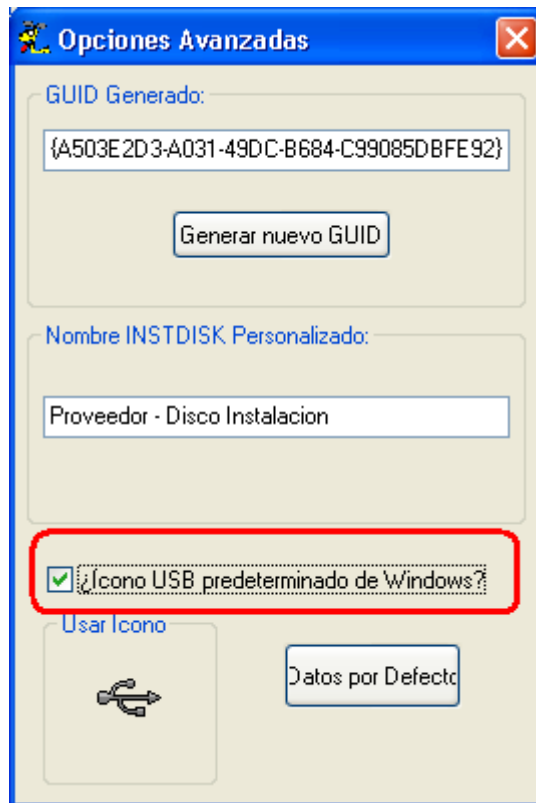 Opciones Avanzadas
GUID Generado:
{A503E2D3-A031-49DC-B684-C99085DBFE92}
Generar nuevo GUID
Nombre INSTDISK Personalizado:
Proveedor - Disco Instalacion
¿Ícono USB predeterminado de Windows?
Usar Icono
Datos por Defecto